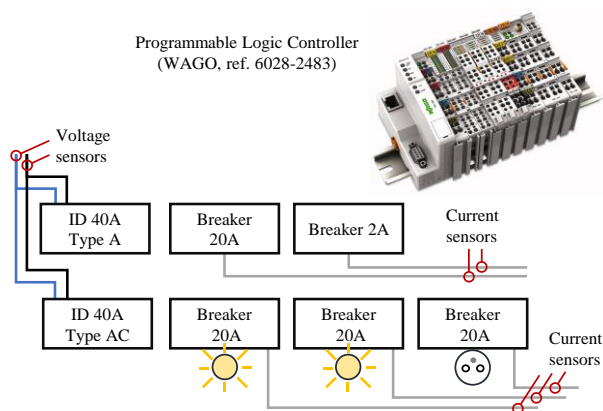 Programmable Logic Controller
(WAGO, ref. 6028-2483)
Voltage
sensors
ID 40A
Type A
Breaker
20A
Breaker 2A
Current
sensors
ID 40A
Type AC
Breaker
20A
Breaker
20A
Breaker
20A
Current
sensors